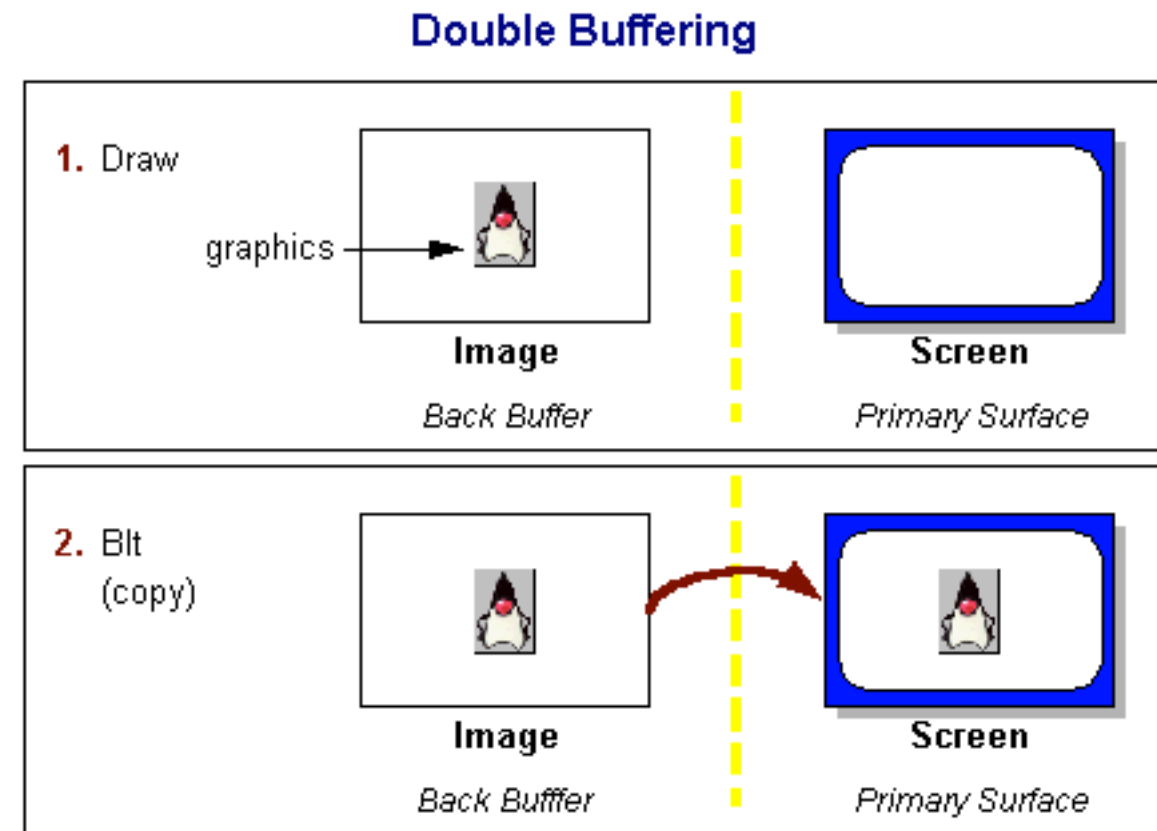 Double Buffering
1. Draw
graphics
Image
Screen
Back Buffer
Primary Surface
2. Blt
(copy)
Image
Screen
Back Bufffer
Primary Surface